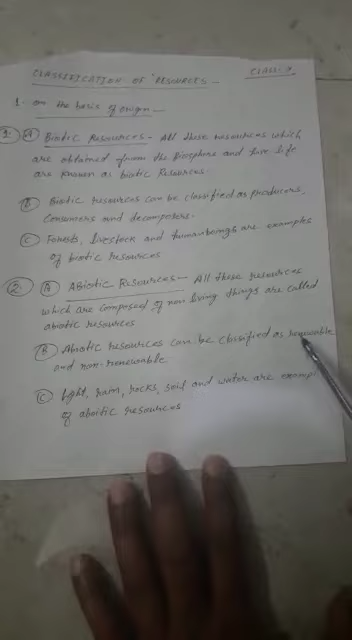 CLASSIFICATION OF RESOURCES - CLASS-X
1. On the basis of origin -
1. A Biotic Resources - All these resources which
are obtained from the biosphere and have life
are known as biotic Resources.
B Biotic resources can be classified as producers,
Consumers and decomposers.
C Forests, livestock and human beings are examples
of biotic resources
2. A Abiotic Resources - All those resources
which are composed of non living things are called
abiotic resources
B Abiotic resources can be classified as renewable
and non-renewable
C light, rain, rocks, soil and water are
of abiotic resources